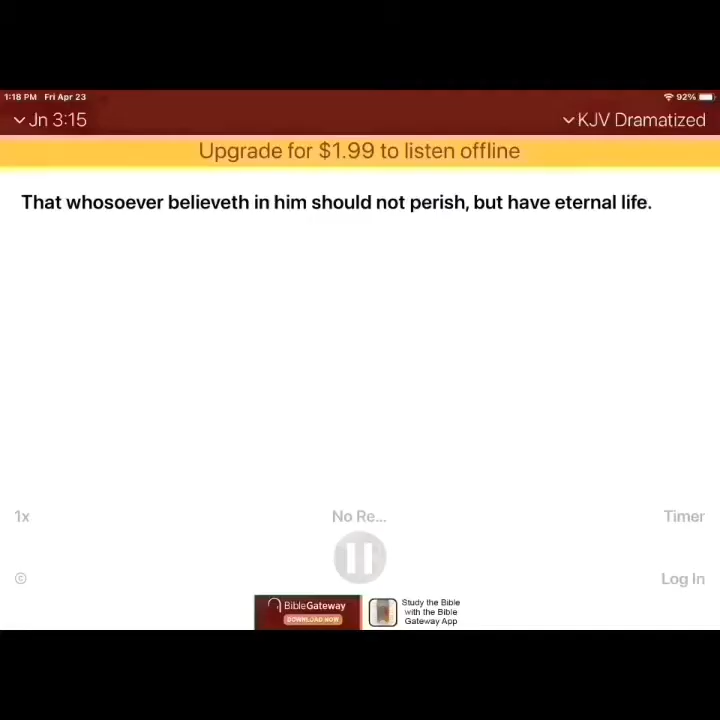 1:18 PM Fri Apr 23
92%
Jn 3:15
KJV Dramatized
Upgrade for $1.99 to listen offline
That whosoever believeth in him should not perish, but have eternal life.
1x
No Re...
Timer
©
Log In
BibleGateway
DOWNLOAD NOW
Study the Bible
with the Bible
Gateway App